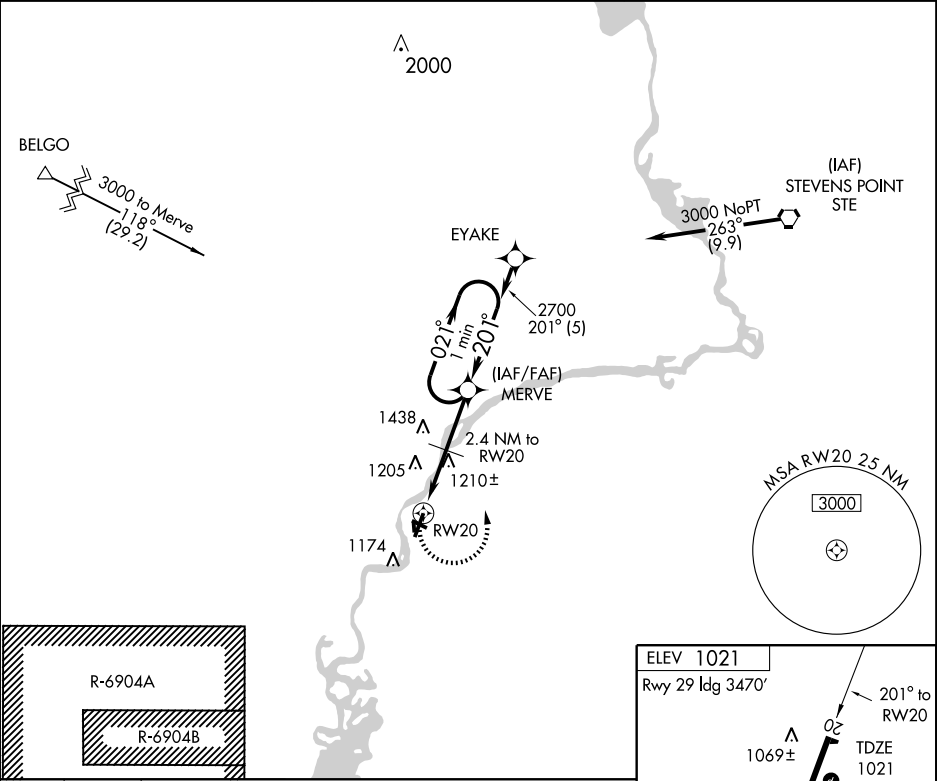 2000
BELGO
3000 to Merve
118°
(29.2)
(IAF)
STEVENS POINT
STE
3000 NoPT
263°
(9.9)
EYAKE
2700
201° (5)
021°
1 min
201°
(IAF/FAF)
MERVE
1438
2.4 NM to
RW20
1205
1210±
RW20
1174
MSA RW20 25 NM
3000
R-6904A
R-6904B
ELEV 1021
Rwy 29 ldg 3470'
201° to
RW20
20
1069±
TDZE
1021